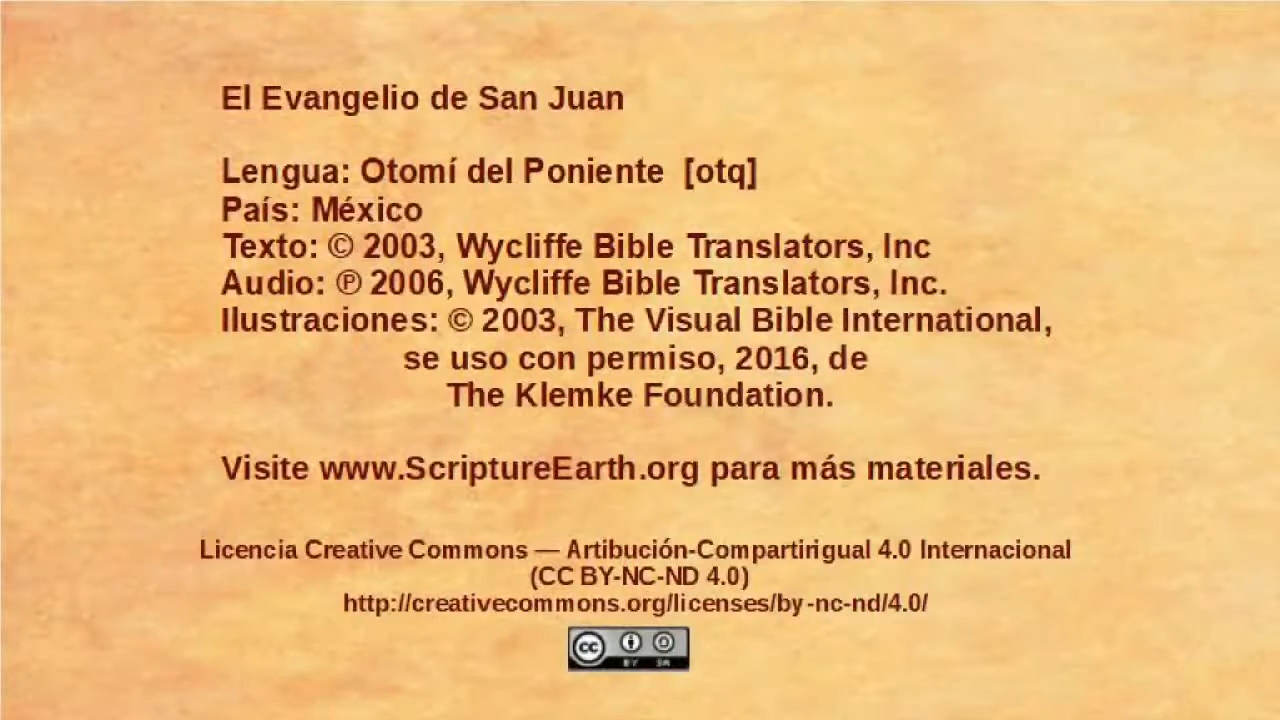 El Evangelio de San Juan
Lengua: Otomí del Poniente [otq]
País: México
Texto: © 2003, Wycliffe Bible Translators, Inc
Audio: ℗ 2006, Wycliffe Bible Translators, Inc.
Ilustraciones: © 2003, The Visual Bible International,
se uso con permiso, 2016, de
The Klemke Foundation.
Visite www.ScriptureEarth.org para más materiales.
Licencia Creative Commons — Artibución-Compartirigual 4.0 Internacional
(CC BY-NC-ND 4.0)
http://creativecommons.org/licenses/by-nc-nd/4.0/
cc
BY SA